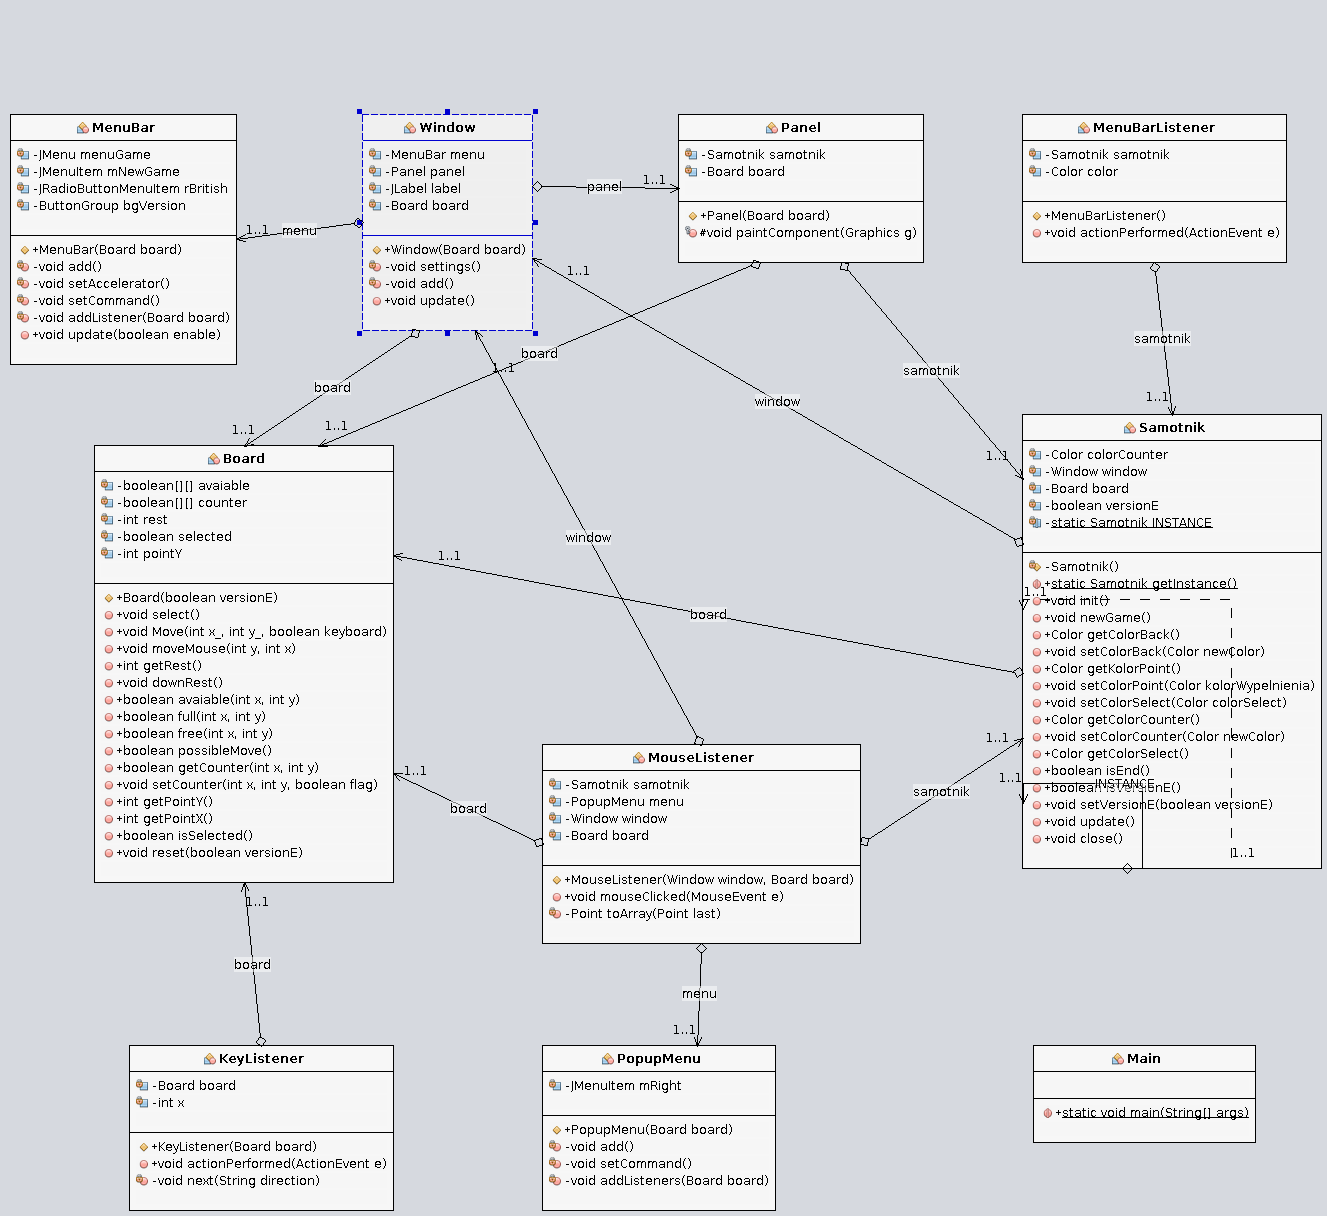 MenuBar
-JMenu menuGame
-JMenuItem mNewGame
-JRadioButtonMenuItem rBritish
-ButtonGroup bgVersion
+MenuBar(Board board)
-void add()
-void setAccelerator()
-void setCommand()
-void addListener(Board board)
+void update(boolean enable)
1..1
menu
Window
-MenuBar menu
-Panel panel
-JLabel label
-Board board
+Window(Board board)
-void settings()
-void add()
+void update()
panel
1..1
Panel
-Samotnik samotnik
-Board board
+Panel(Board board)
#void paintComponent(Graphics g)
MenuBarListener
-Samotnik samotnik
-Color color
+MenuBarListener()
+void actionPerformed(ActionEvent e)
1..1
samotnik
board
1..1
samotnik
board
window
1..1
1..1
1..1
1..1
Board
-boolean[][] avaiable
-boolean[][] counter
-int rest
-boolean selected
-int pointY
+Board(boolean versionE)
+void select()
+void Move(int x_, int y_, boolean keyboard)
+void moveMouse(int y, int x)
+int getRest()
+void downRest()
+boolean avaiable(int x, int y)
+boolean full(int x, int y)
+boolean free(int x, int y)
+boolean possibleMove()
+boolean getCounter(int x, int y)
+void setCounter(int x, int y, boolean flag)
+int getPointY()
+int getPointX()
+boolean isSelected()
+void reset(boolean versionE)
1..1
window
board
1..1
Samotnik
-Color colorCounter
-Window window
-Board board
-boolean versionE
-static Samotnik INSTANCE
-Samotnik()
+static Samotnik getInstance()
1..1
+void init()
+void newGame()
+Color getColorBack()
+void setColorBack(Color newColor)
+Color getKolorPoint()
+void setColorPoint(Color kolorWypelnienia)
+void setColorSelect(Color colorSelect)
+Color getColorCounter()
+void setColorCounter(Color newColor)
+Color getColorSelect()
+boolean isEnd()
+boolean isVersionE()
INSTANCE
+void setVersionE(boolean versionE)
+void update()
+void close()
1..1
1..1
1..1
samotnik
MouseListener
-Samotnik samotnik
-PopupMenu menu
-Window window
-Board board
+MouseListener(Window window, Board board)
+void mouseClicked(MouseEvent e)
-Point toArray(Point last)
1..1
board
1..1
board
menu
1..1
KeyListener
-Board board
-int x
+KeyListener(Board board)
+void actionPerformed(ActionEvent e)
-void next(String direction)
PopupMenu
-JMenuItem mRight
+PopupMenu(Board board)
-void add()
-void setCommand()
-void addListeners(Board board)
Main
+static void main(String[] args)